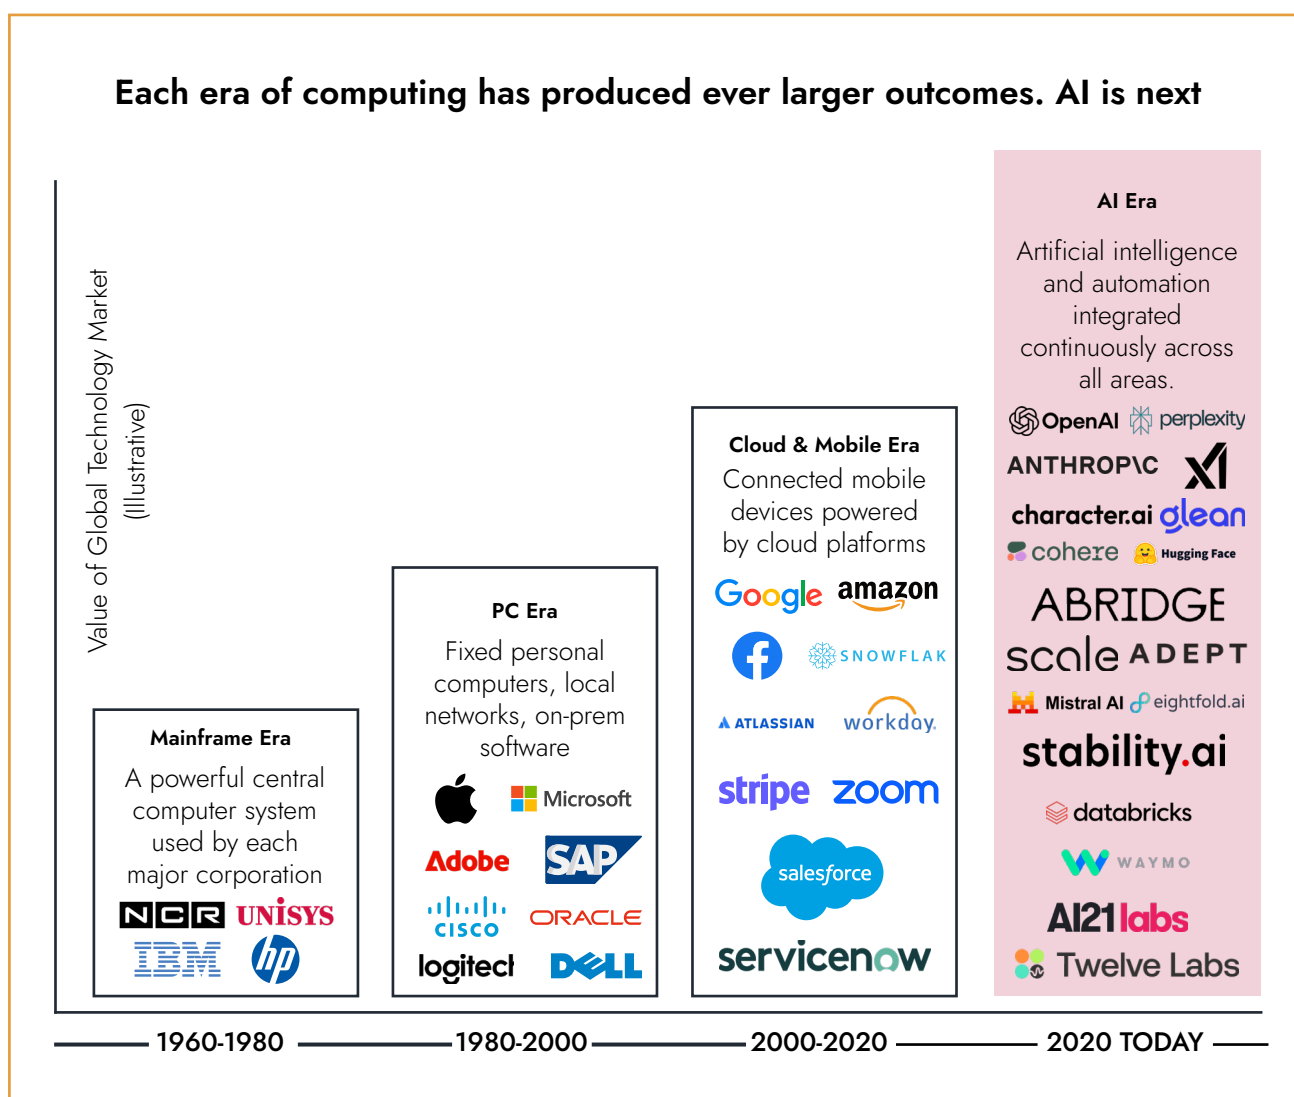 Each era of computing has produced ever larger outcomes. AI is next
Value of Global Technology Market
(Illustrative)
Mainframe Era
A powerful central
computer system
used by each
major corporation
NCR UNiSYS
IBM hp
PC Era
Fixed personal
computers, local
networks, on-prem
software
Microsoft
Adobe SAP
CISCO ORACLE
logitech DELL
Cloud & Mobile Era
Connected mobile
devices powered
by cloud platforms
Google amazon
f SNOWFLAK
ATLASSIAN workday.
stripe zoom
salesforce
servicenow
AI Era
Artificial intelligence
and automation
integrated
continuously across
all areas.
OpenAI perplexity
ANTHROP\C xI
character.ai glean
cohere Hugging Face
ABRIDGE
scale ADEPT
Mistral AI eightfold.ai
stability.ai
databricks
WAYMO
AI21labs
Twelve Labs
1960-1980 1980-2000 2000-2020 2020 TODAY